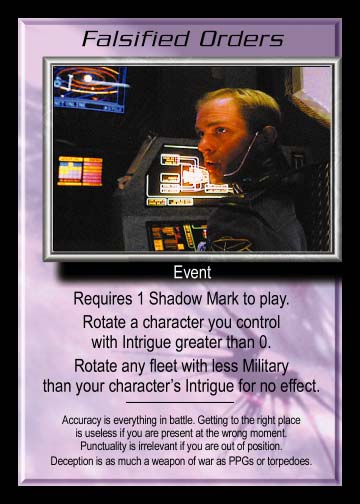 Falsified Orders
Event
Requires 1 Shadow Mark to play.
Rotate a character you control
with Intrigue greater than 0.
Rotate any fleet with less Military
than your character's Intrigue for no effect.
Accuracy is everything in battle. Getting to the right place
is useless if you are present at the wrong moment.
Punctuality is irrelevant if you are out of position.
Deception is as much a weapon of war as PPGs or torpedoes.